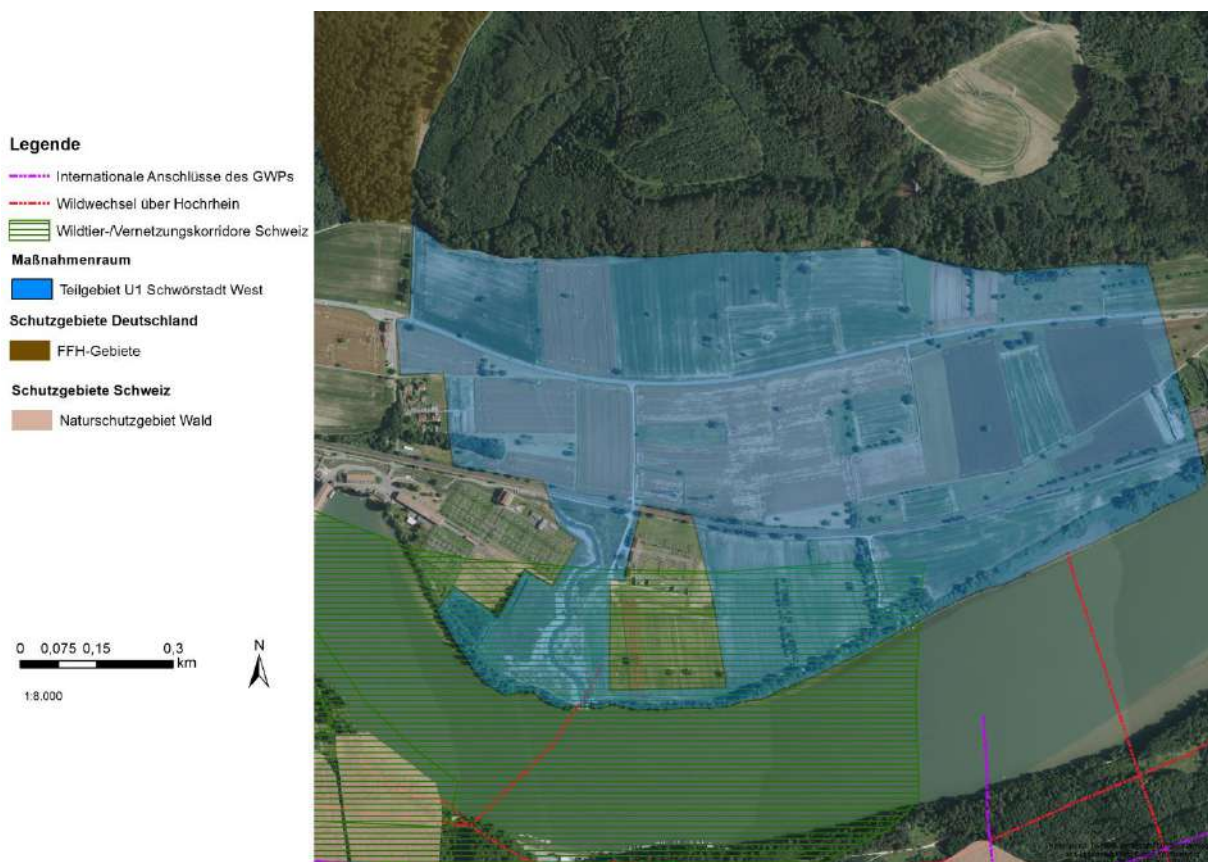 Legende
Internationale Anschlüsse des GWPs
Wildwechsel über Hochrhein
Wildtier-/Vernetzungskorridore Schweiz
Maßnahmenraum
Teilgebiet U1 Schwörstadt West
Schutzgebiete Deutschland
FFH-Gebiete
Schutzgebiete Schweiz
Naturschutzgebiet Wald
0 0,075 0,15 0,3
km
N
1:8.000